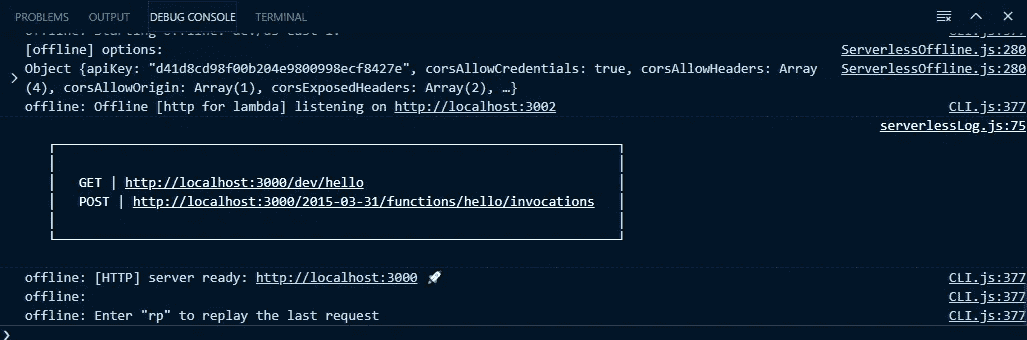 PROBLEMS OUTPUT DEBUG CONSOLE TERMINAL
[offline] options: ServerlessOffline.js:280
Object {apiKey: "d41d8cd98f00b204e9800998ecf8427e", corsAllowCredentials: true, corsAllowHeaders: Array ServerlessOffline.js:280
(4), corsAllowOrigin: Array(1), corsExposedHeaders: Array(2), …}
offline: Offline [http for lambda] listening on http://localhost:3002 CLI.js:377
serverlessLog.js:75
GET | http://localhost:3000/dev/hello
POST | http://localhost:3000/2015-03-31/functions/hello/invocations
offline: [HTTP] server ready: http://localhost:3000 🚀 CLI.js:377
offline: CLI.js:377
offline: Enter "rp" to replay the last request CLI.js:377